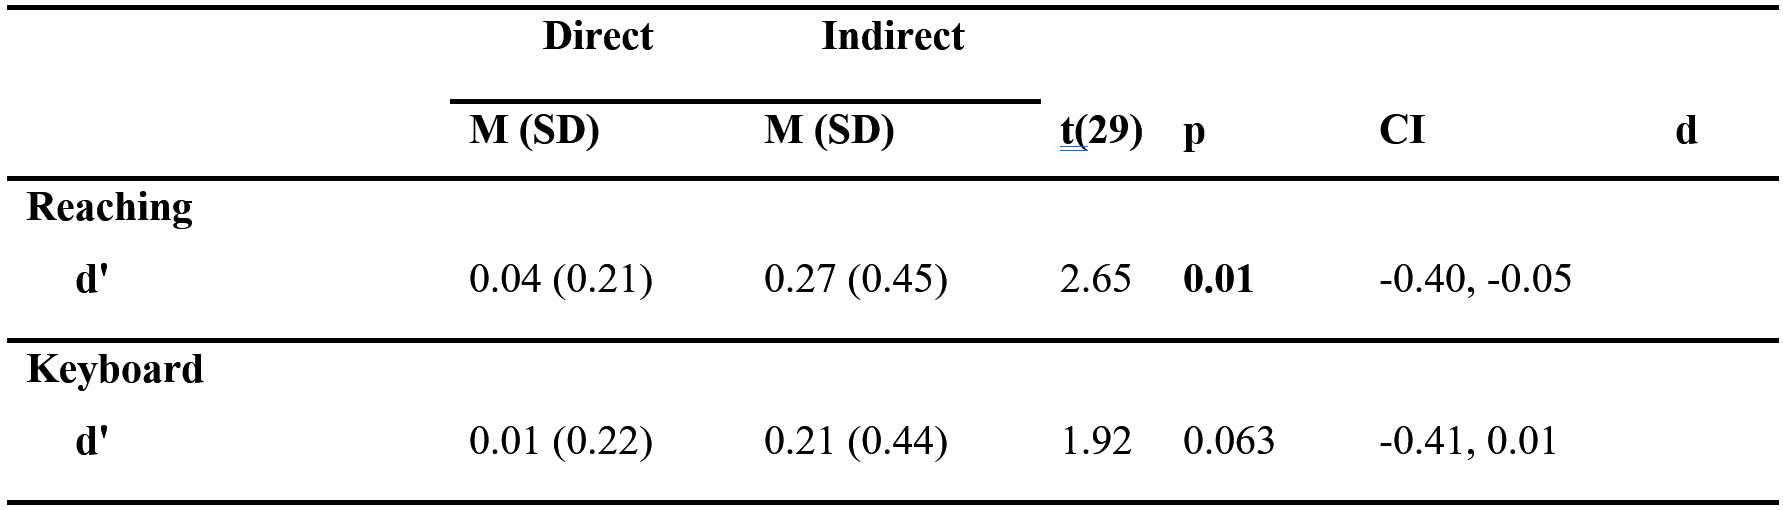 Direct Indirect
M (SD) M (SD) t(29) p CI d
Reaching
d' 0.04 (0.21) 0.27 (0.45) 2.65 0.01 -0.40, -0.05
Keyboard
d' 0.01 (0.22) 0.21 (0.44) 1.92 0.063 -0.41, 0.01